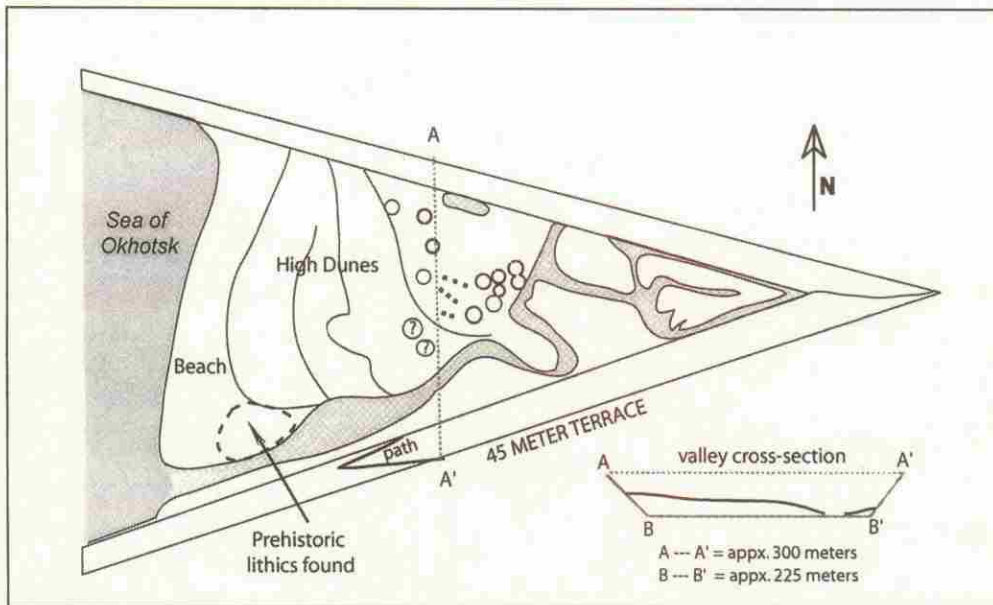 A
N
Sea of
Okhotsk
High Dunes
?
?
Beach
path
A'
45 METER TERRACE
Prehistoric
lithics found
valley cross-section
A
A'
B
B'
A --- A' = appx. 300 meters
B --- B' = appx. 225 meters